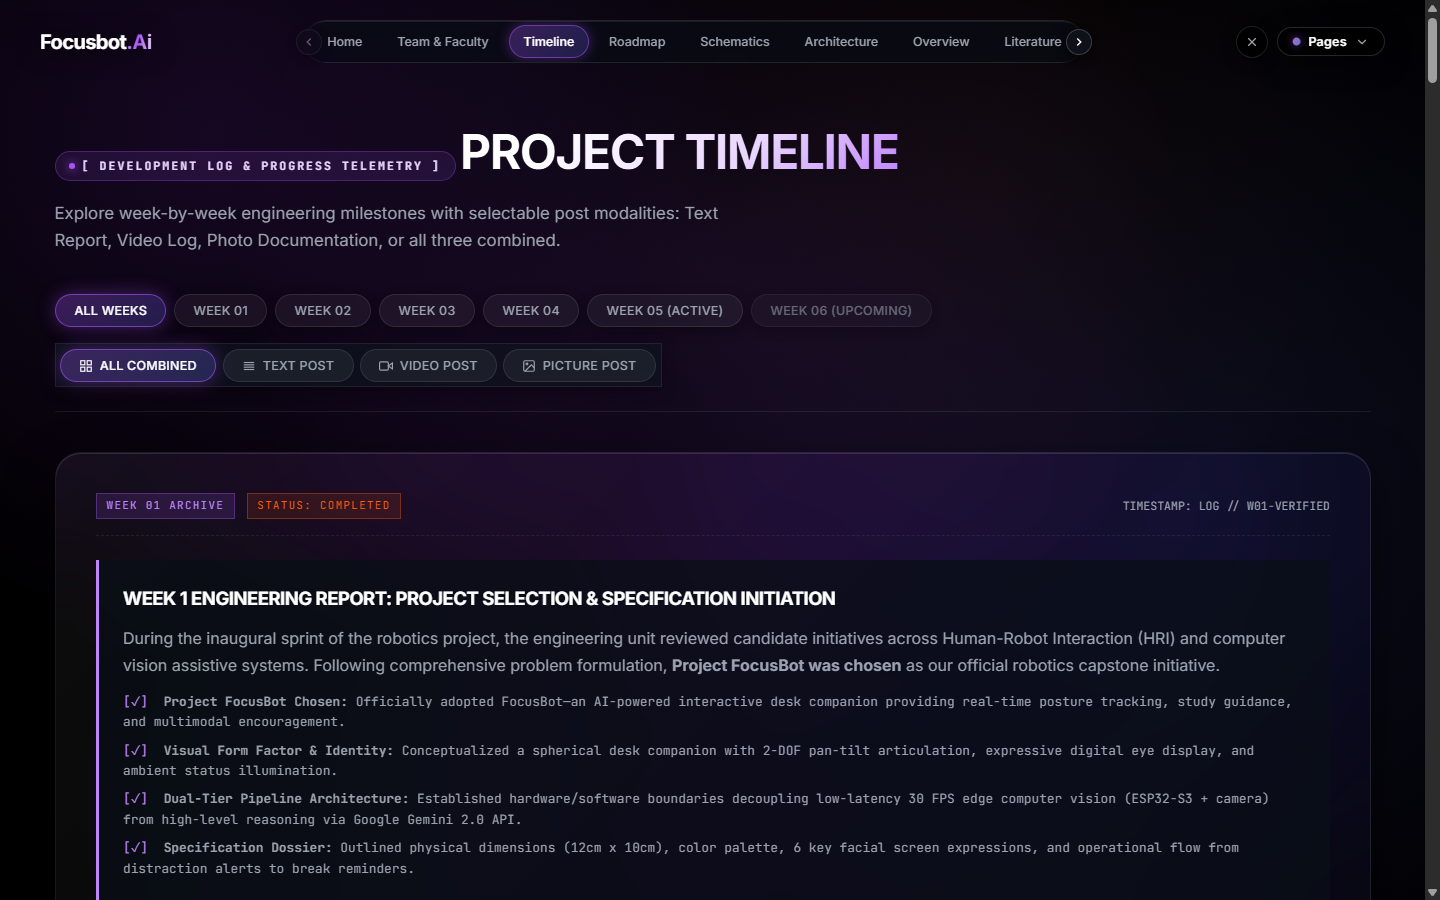 Focusbot.Ai
Home
Team & Faculty
Timeline
Roadmap
Schematics
Architecture
Overview
Literature
Pages
[ DEVELOPMENT LOG & PROGRESS TELEMETRY ]
PROJECT TIMELINE
Explore week-by-week engineering milestones with selectable post modalities: Text
Report, Video Log, Photo Documentation, or all three combined.
ALL WEEKS
WEEK 01
WEEK 02
WEEK 03
WEEK 04
WEEK 05 (ACTIVE)
WEEK 06 (UPCOMING)
ALL COMBINED
TEXT POST
VIDEO POST
PICTURE POST
WEEK 01 ARCHIVE
STATUS: COMPLETED
TIMESTAMP: LOG // W01-VERIFIED
WEEK 1 ENGINEERING REPORT: PROJECT SELECTION & SPECIFICATION INITIATION
During the inaugural sprint of the robotics project, the engineering unit reviewed candidate initiatives across Human-Robot Interaction (HRI) and computer
vision assistive systems. Following comprehensive problem formulation, Project FocusBot was chosen as our official robotics capstone initiative.
[✓] Project FocusBot Chosen: Officially adopted FocusBot—an AI-powered interactive desk companion providing real-time posture tracking, study guidance,
and multimodal encouragement.
[✓] Visual Form Factor & Identity: Conceptualized a spherical desk companion with 2-DOF pan-tilt articulation, expressive digital eye display, and
ambient status illumination.
[✓] Dual-Tier Pipeline Architecture: Established hardware/software boundaries decoupling low-latency 30 FPS edge computer vision (ESP32-S3 + camera)
from high-level reasoning via Google Gemini 2.0 API.
[✓] Specification Dossier: Outlined physical dimensions (12cm x 10cm), color palette, 6 key facial screen expressions, and operational flow from
distraction alerts to break reminders.